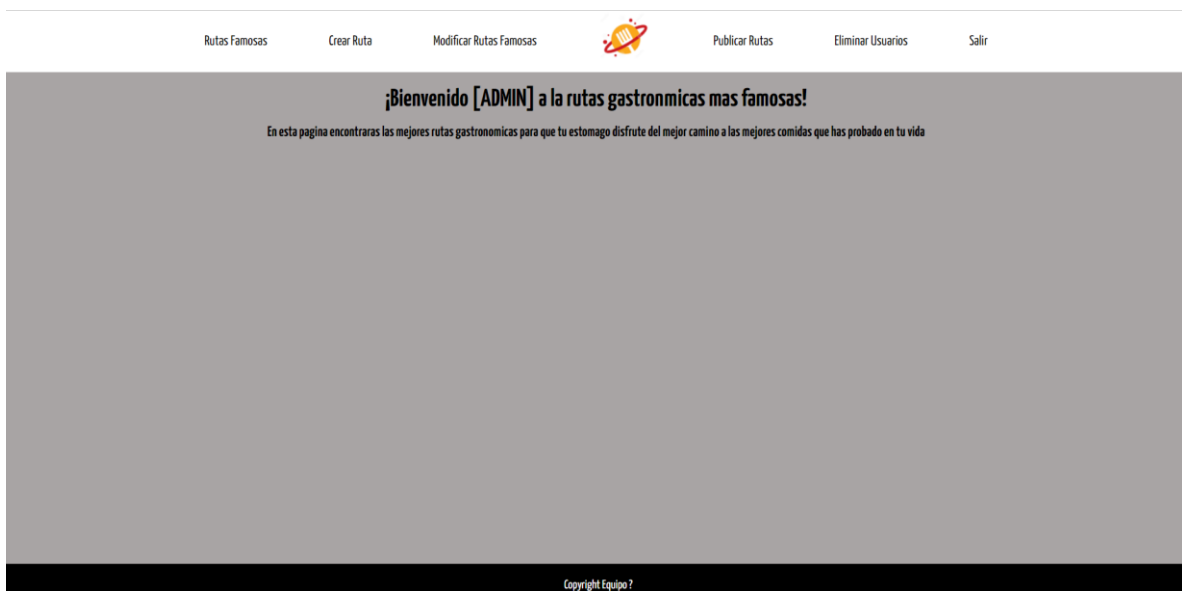 Rutas Famosas Crear Ruta Modificar Rutas Famosas Publicar Rutas Eliminar Usuarios Salir
¡Bienvenido [ADMIN] a la rutas gastronmicas mas famosas!
En esta pagina encontraras las mejores rutas gastronomicas para que tu estomago disfrute del mejor camino a las mejores comidas que has probado en tu vida
Copyright Equipo ?